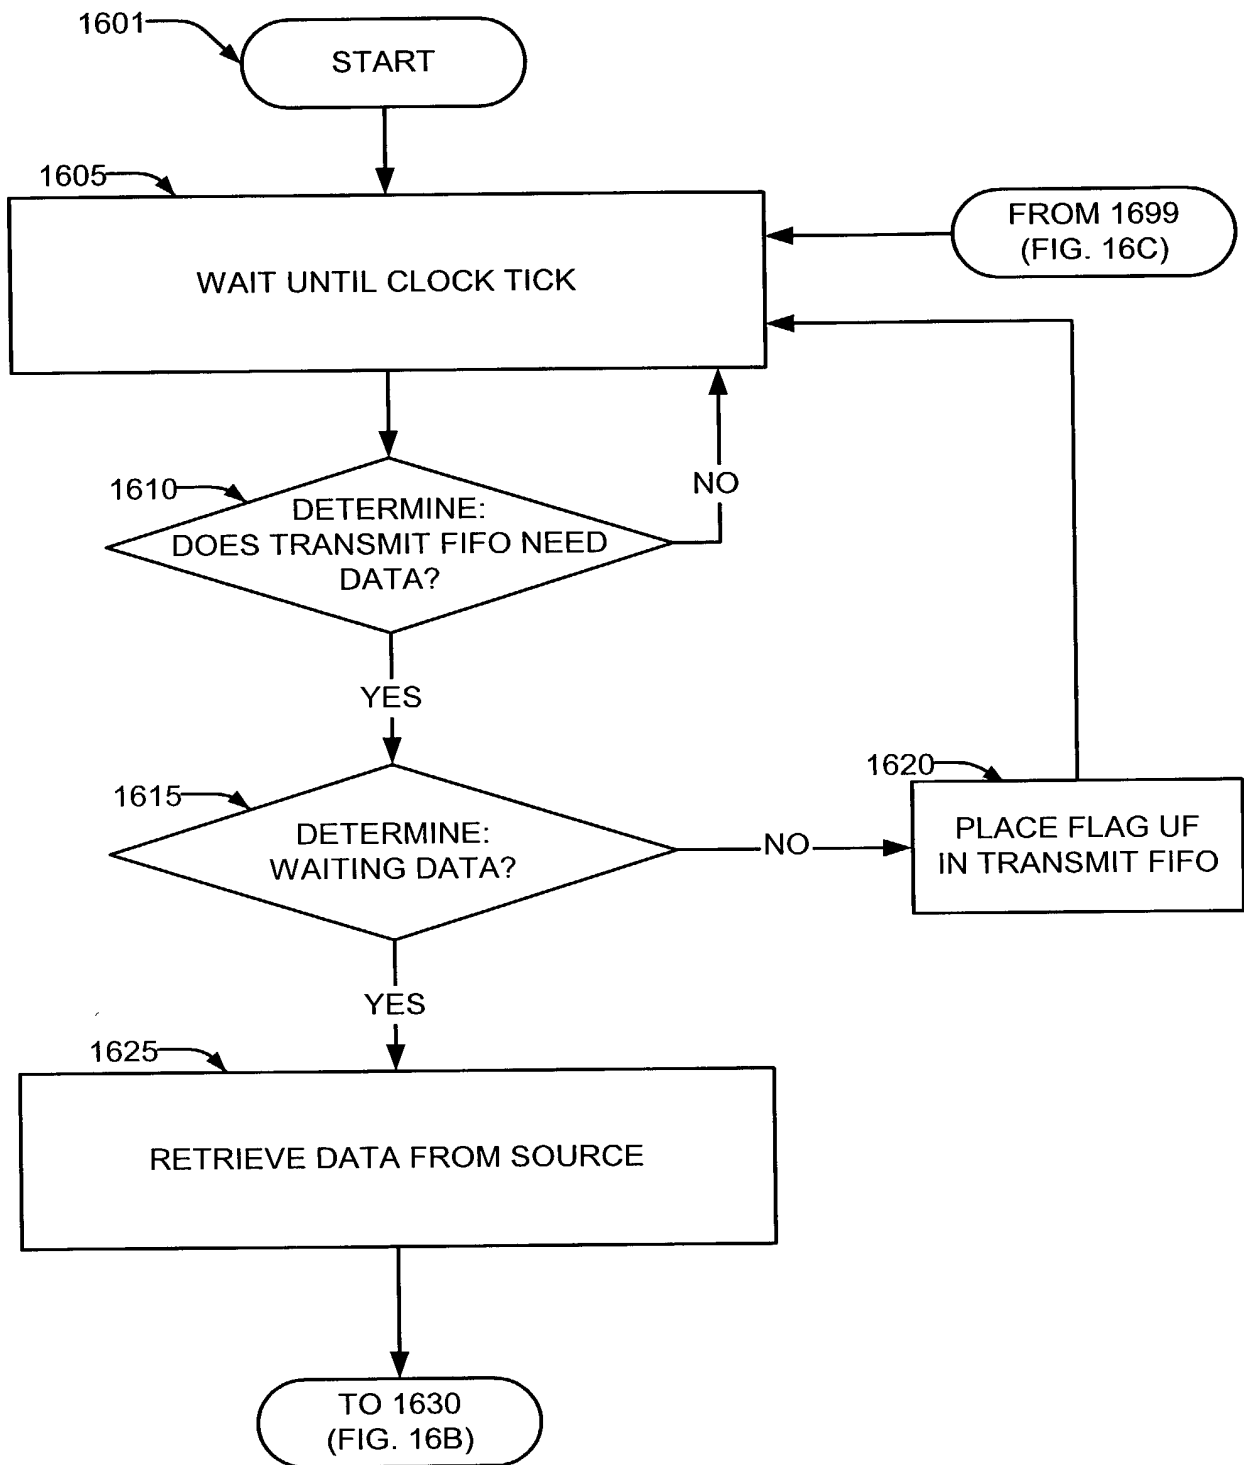 1601
START
1605
WAIT UNTIL CLOCK TICK
FROM 1699
(FIG. 16C)
1610
DETERMINE:
DOES TRANSMIT FIFO NEED
DATA?
NO
YES
1615
DETERMINE:
WAITING DATA?
NO
1620
PLACE FLAG UF
IN TRANSMIT FIFO
YES
1625
RETRIEVE DATA FROM SOURCE
TO 1630
(FIG. 16B)